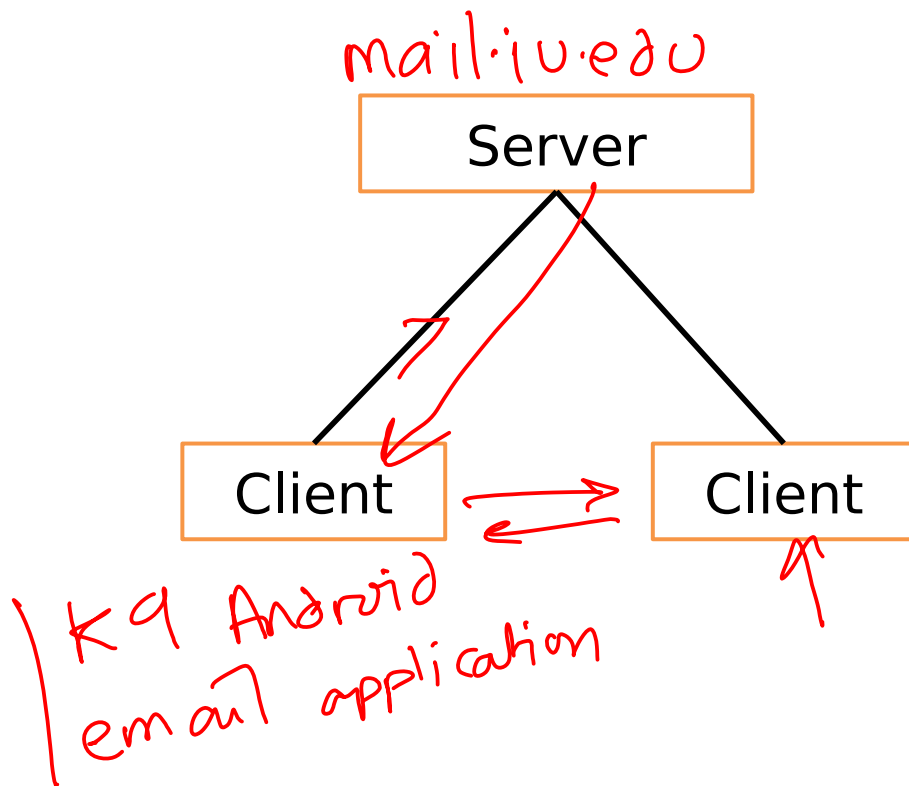 mail.iu.edu
Server
Client
Client
K9 Android
email application